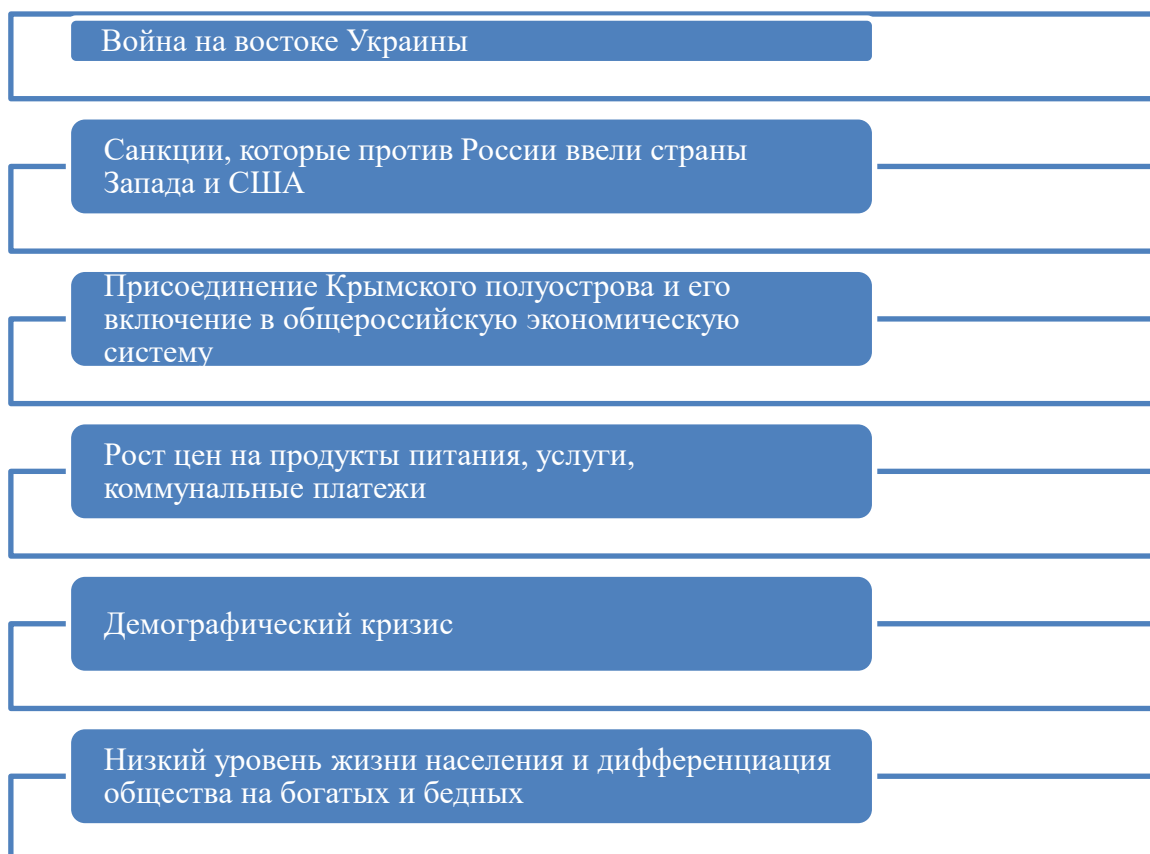 Война на востоке Украины
Санкции, которые против России ввели страны
Запада и США
Присоединение Крымского полуострова и его
включение в общероссийскую экономическую
систему
Рост цен на продукты питания, услуги,
коммунальные платежи
Демографический кризис
Низкий уровень жизни населения и дифференциация
общества на богатых и бедных